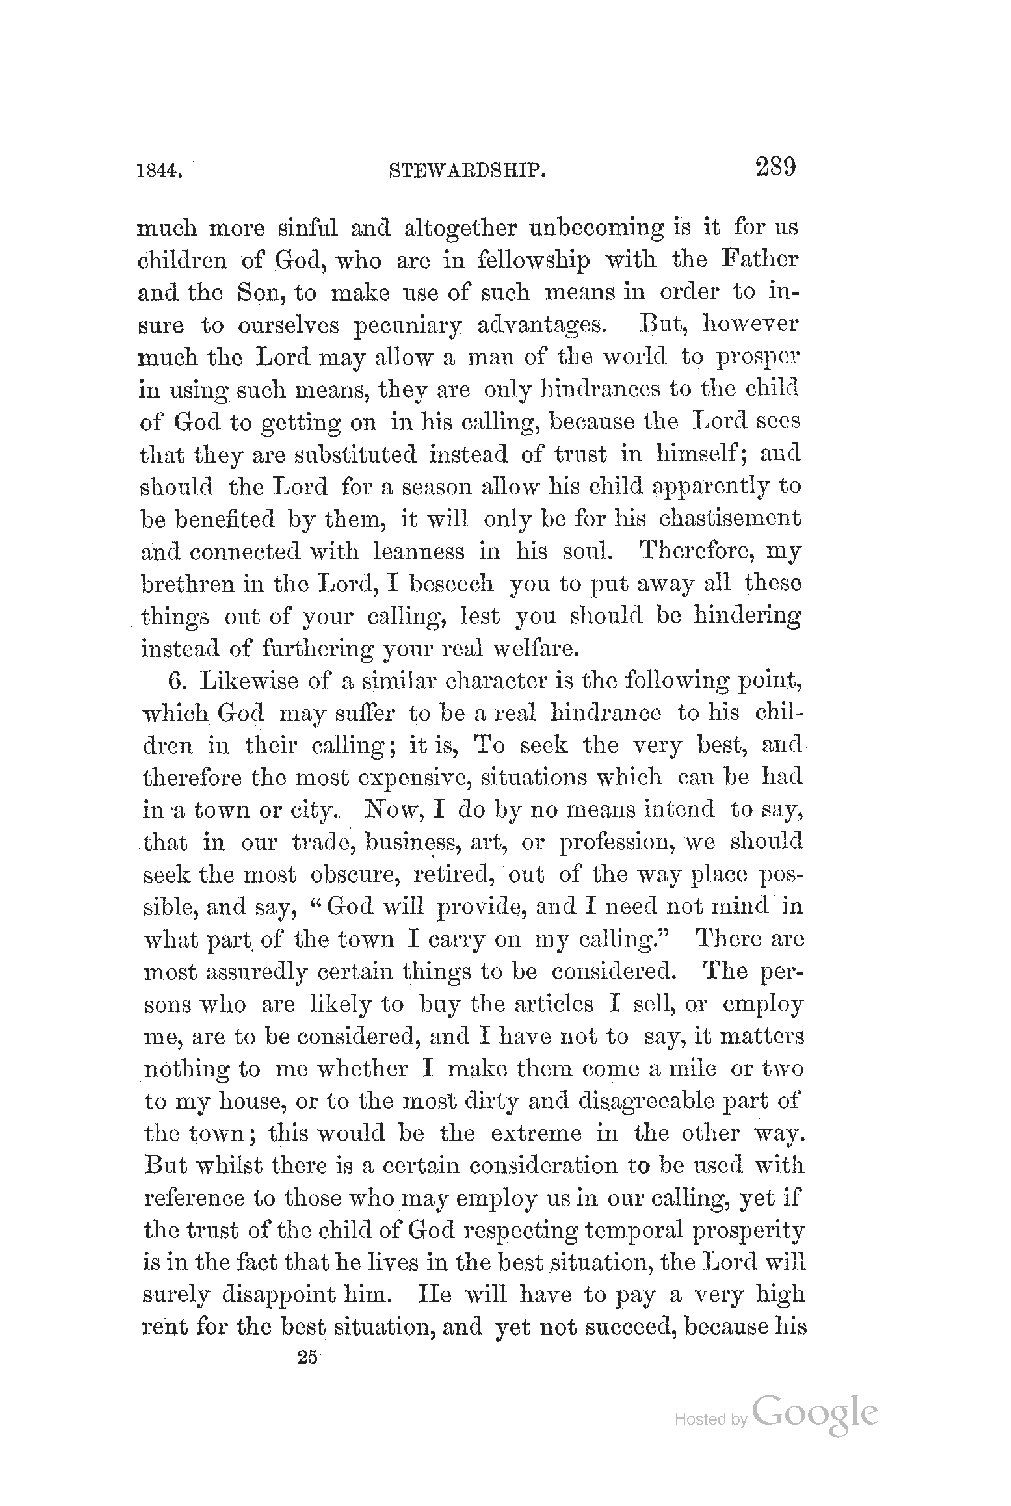 1844. STEWARDSHIP. 289
much more sinful and altogether unbecoming is it for us
children of God, who are in fellowship with the Father
and the Son, to make use of such means in order to in-
sure to ourselves pecuniary advantages. But, however
much the Lord may allow a man of the world to prosper
in using such means, they are only hindrances to the child
of God to getting on in his calling, because the Lord sees
that they are substituted instead of trust in himself; and
should the Lord for a season allow his child apparently to
be benefited by them, it will only be for his chastisement
and connected with leanness in his soul. Therefore, my
brethren in the Lord, I beseech you to put away all these
things out of your calling, lest you should be hindering
instead of furthering your real welfare.
6. Likewise of a similar character is the following point,
which God may suffer to be a real hindrance to his chil-
dren in their calling; it is, To seek the very best, and
therefore the most expensive, situations which can be had
in a town or city. Now, I do by no means intend to say,
that in our trade, business, art, or profession, we should
seek the most obscure, retired, out of the way place pos-
sible, and say, “God will provide, and I need not mind in
what part of the town I carry on my calling.” There are
most assuredly certain things to be considered. The per-
sons who are likely to buy the articles I sell, or employ
me, are to be considered, and I have not to say, it matters
nothing to me whether I make them come a mile or two
to my house, or to the most dirty and disagreeable part of
the town; this would be the extreme in the other way.
But whilst there is a certain consideration to be used with
reference to those who may employ us in our calling, yet if
the trust of the child of God respecting temporal prosperity
is in the fact that he lives in the best situation, the Lord will
surely disappoint him. He will have to pay a very high
rent for the best situation, and yet not succeed, because his
25
Hosted by Google